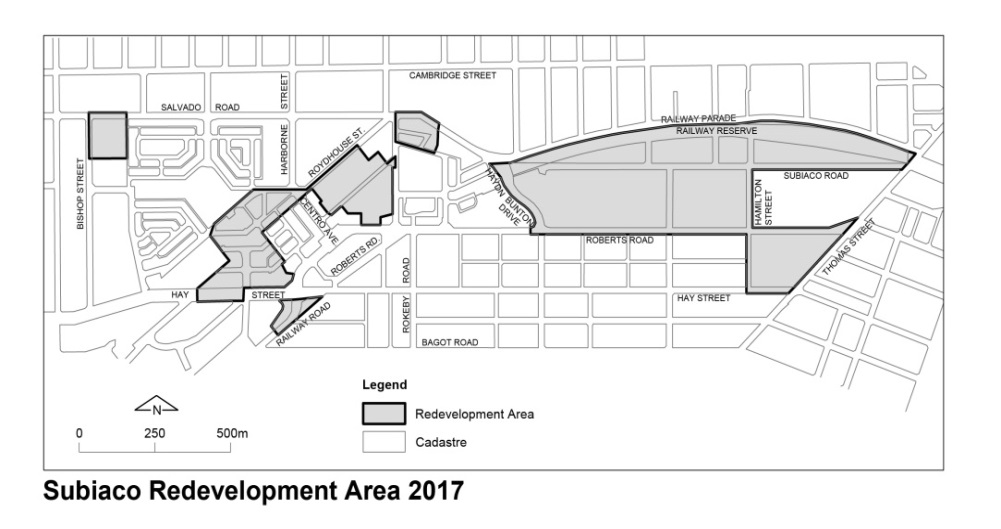 CAMBRIDGE STREET
SALVADO ROAD
HARBORNE STREET
ROYDHOUSE ST.
RAILWAY PARADE
RAILWAY RESERVE
BISHOP STREET
HAYDN BUNTON DRIVE
SUBIACO ROAD
HAMILTON STREET
CENTRO AVE
ROBERTS RD.
ROBERTS ROAD
THOMAS STREET
HAY STREET
ROKEBY ROAD
HAY STREET
RAILWAY ROAD
BAGOT ROAD
Legend
Redevelopment Area
Cadastre
N
0 250 500m
Subiaco Redevelopment Area 2017